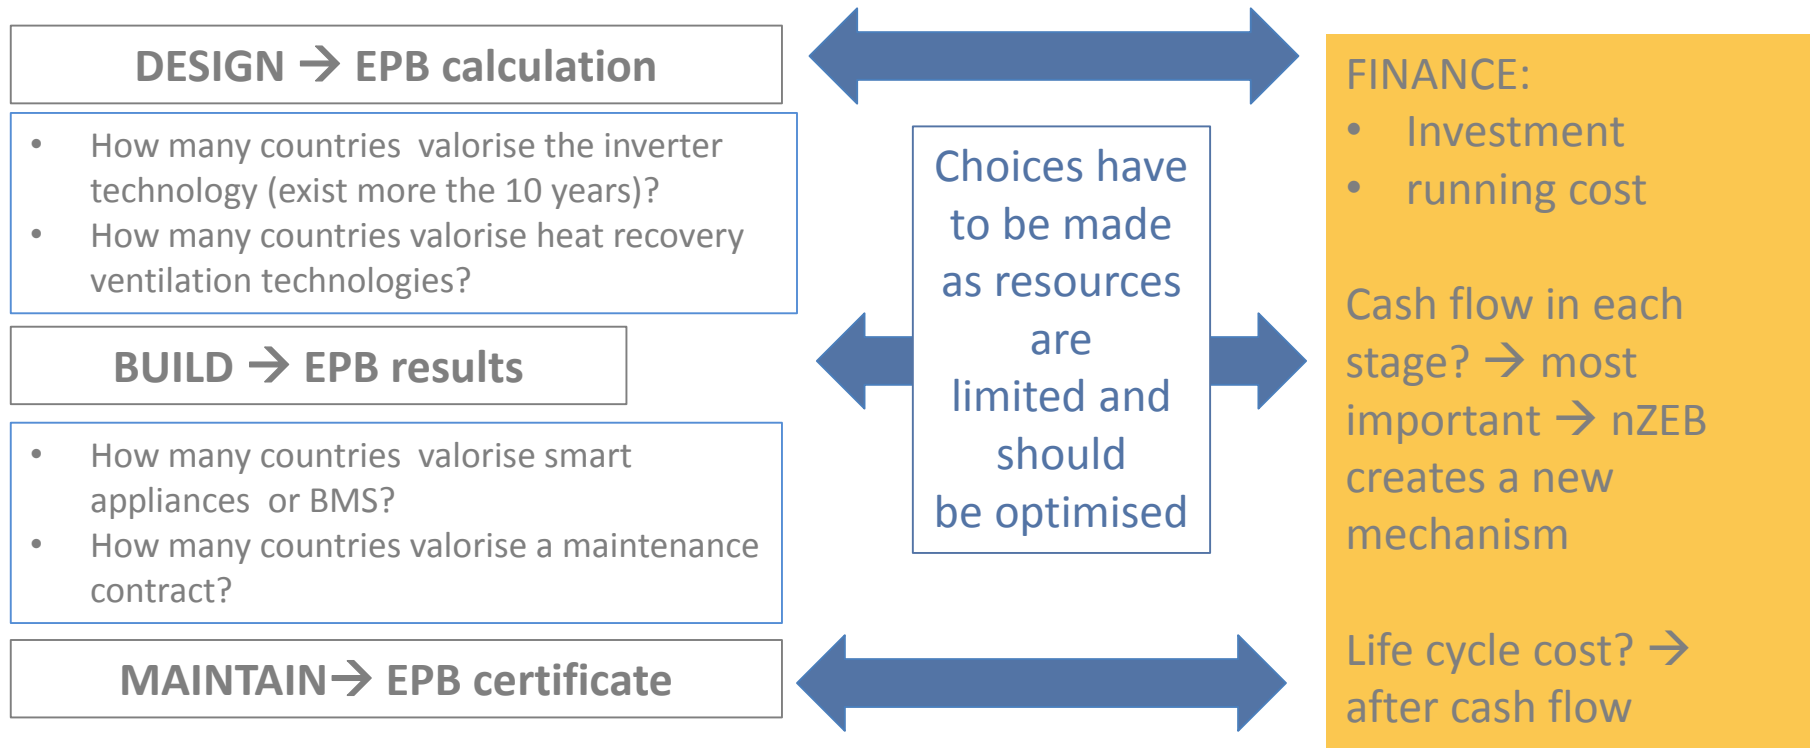 DESIGN → EPB calculation
• How many countries valorise the inverter
technology (exist more the 10 years)?
• How many countries valorise heat recovery
ventilation technologies?
BUILD → EPB results
• How many countries valorise smart
appliances or BMS?
• How many countries valorise a maintenance
contract?
MAINTAIN→ EPB certificate
Choices have
to be made
as resources
are
limited and
should
be optimised
FINANCE:
• Investment
• running cost
Cash flow in each
stage? → most
important → nZEB
creates a new
mechanism
Life cycle cost? →
after cash flow